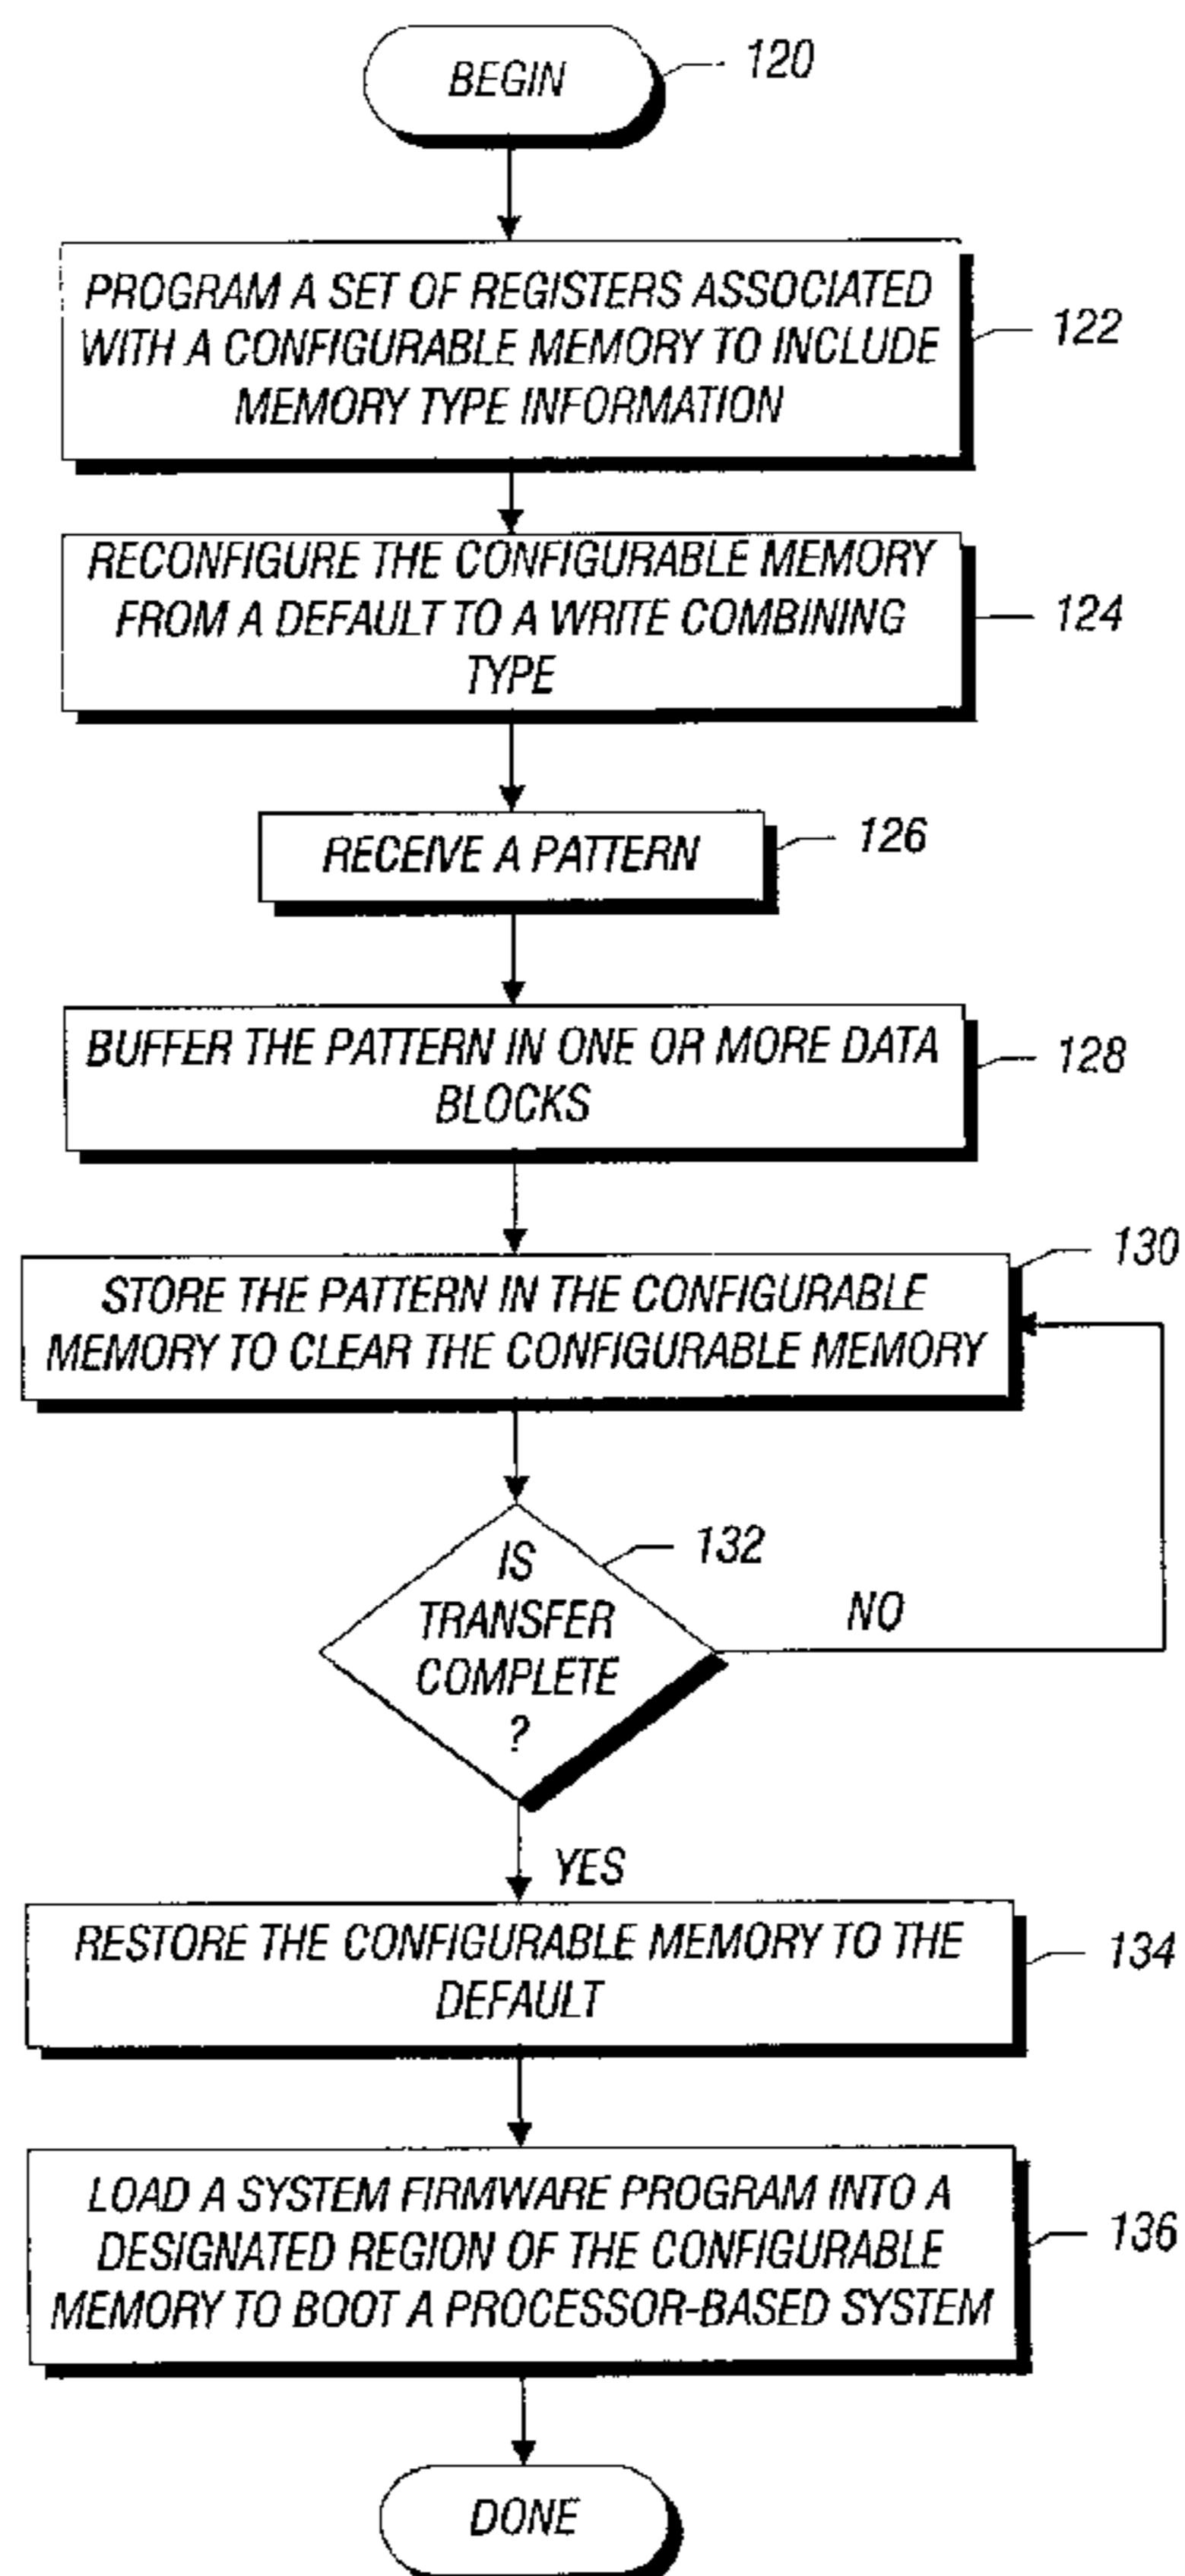 BEGIN
120
PROGRAM A SET OF REGISTERS ASSOCIATED
WITH A CONFIGURABLE MEMORY TO INCLUDE
MEMORY TYPE INFORMATION
122
RECONFIGURE THE CONFIGURABLE MEMORY
FROM A DEFAULT TO A WRITE COMBINING
TYPE
124
RECEIVE A PATTERN
126
BUFFER THE PATTERN IN ONE OR MORE DATA
BLOCKS
128
STORE THE PATTERN IN THE CONFIGURABLE
MEMORY TO CLEAR THE CONFIGURABLE MEMORY
130
IS
TRANSFER
COMPLETE
?
132
NO
YES
RESTORE THE CONFIGURABLE MEMORY TO THE
DEFAULT
134
LOAD A SYSTEM FIRMWARE PROGRAM INTO A
DESIGNATED REGION OF THE CONFIGURABLE
MEMORY TO BOOT A PROCESSOR-BASED SYSTEM
136
DONE